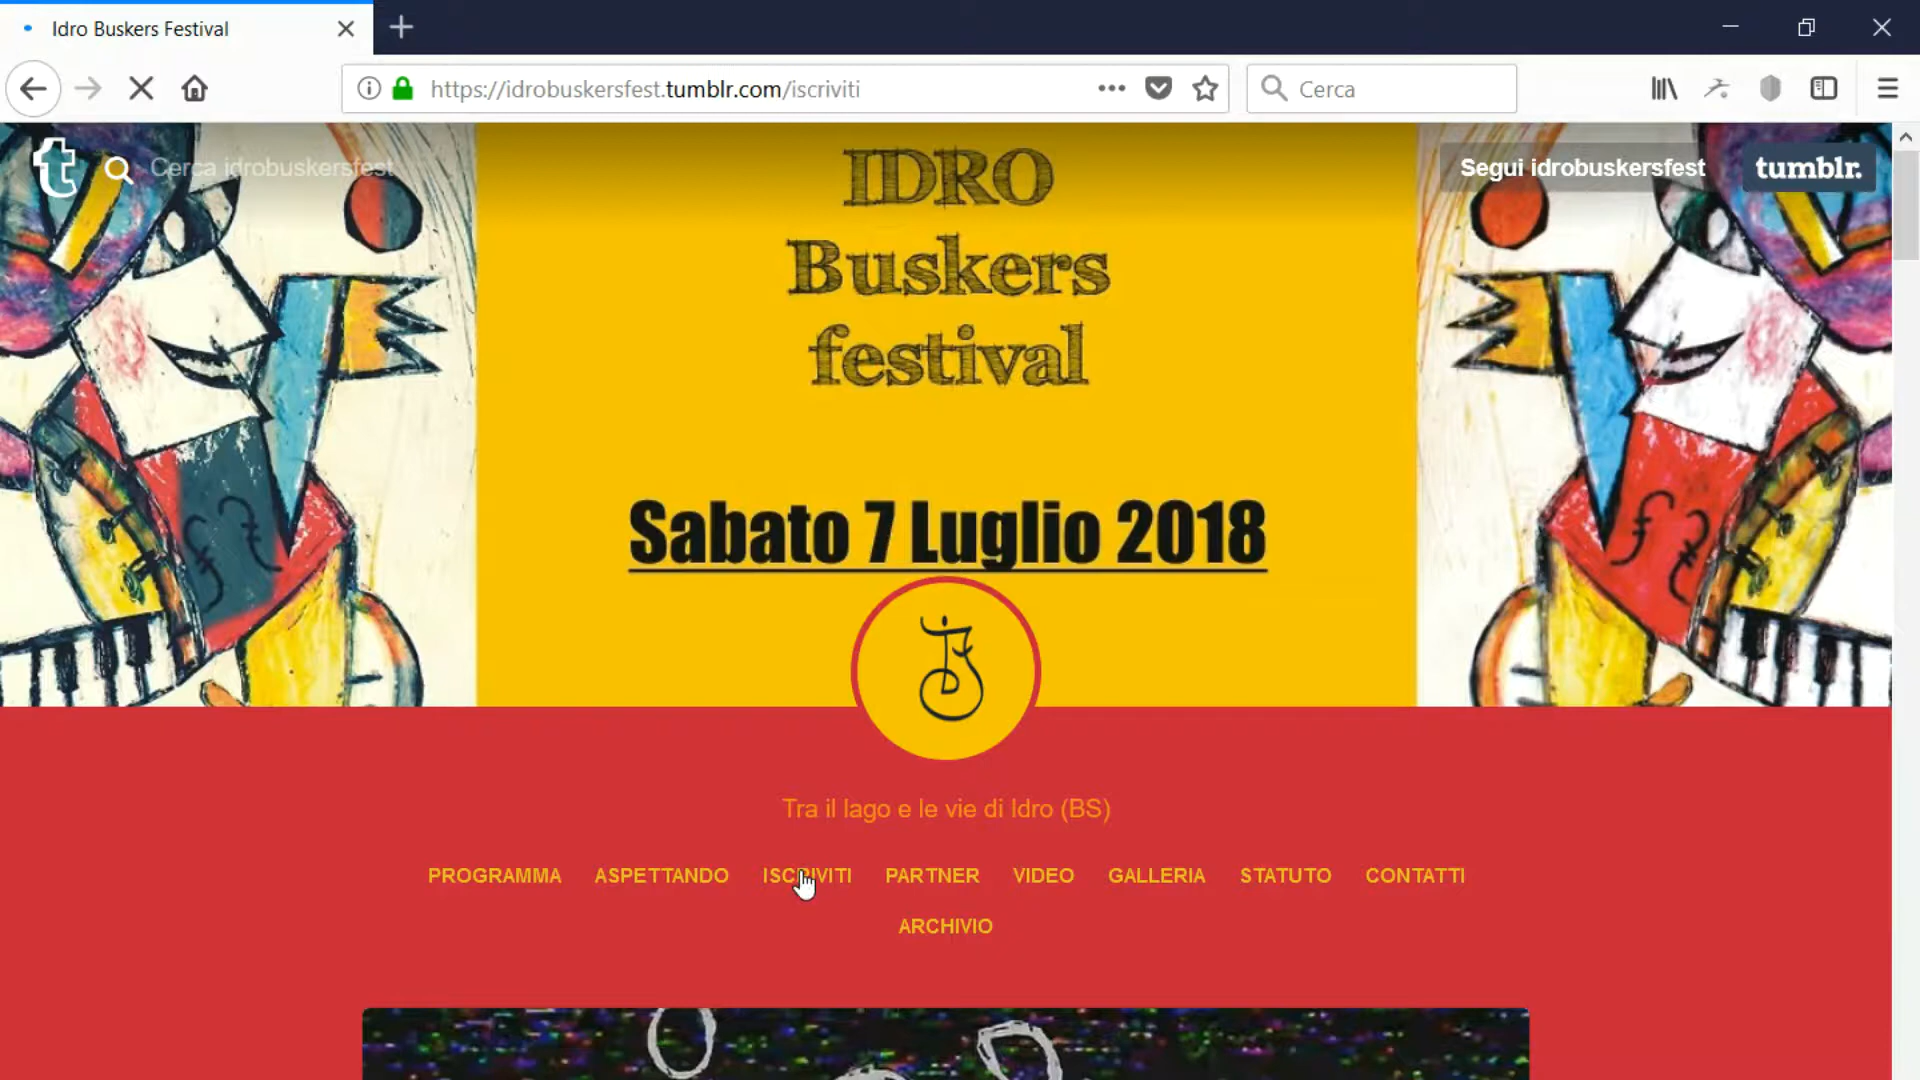 Idro Buskers Festival
https://idrobuskersfest.tumblr.com/iscriviti
Cerca
Cerca idrobuskersfest
Segui idrobuskersfest
tumblr.
IDRO
Buskers
festival
Sabato 7 Luglio 2018
Tra il lago e le vie di Idro (BS)
PROGRAMMA ASPETTANDO ISCRIVITI PARTNER VIDEO GALLERIA STATUTO CONTATTI
ARCHIVIO